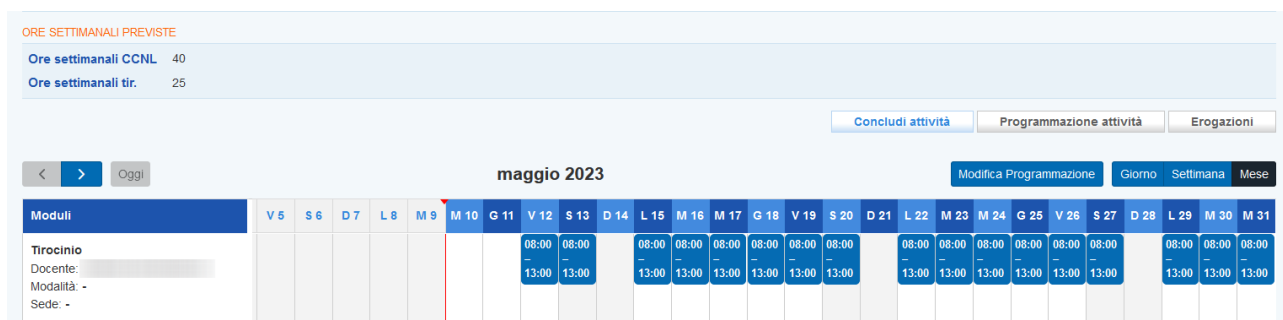 ORE SETTIMANALI PREVISTE
Ore settimanali CCNL 40
Ore settimanali tir. 25
Concludi attività Programmazione attività Erogazioni
< > Oggi maggio 2023 Modifica Programmazione Giorno Settimana Mese
Moduli V 5 S 6 D 7 L 8 M 9 M 10 G 11 V 12 S 13 D 14 L 15 M 16 M 17 G 18 V 19 S 20 D 21 L 22 M 23 M 24 G 25 V 26 S 27 D 28 L 29 M 30 M 31
Tirocinio 08:00 08:00 08:00 08:00 08:00 08:00 08:00 08:00 08:00 08:00 08:00 08:00 08:00 08:00 08:00 08:00 08:00
Docente: – – – – – – – – – – – – – – – – –
Modalità: - 13:00 13:00 13:00 13:00 13:00 13:00 13:00 13:00 13:00 13:00 13:00 13:00 13:00 13:00 13:00 13:00 13:00
Sede: -